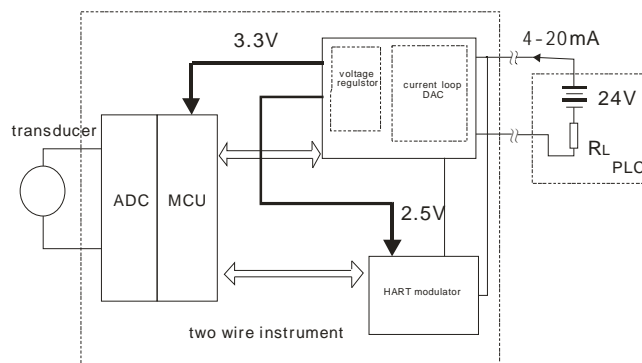 3.3V
4-20mA
voltage
regulstor
current loop
DAC
24V
transducer
RL
PLC
ADC
MCU
2.5V
HART modulator
two wire instrument